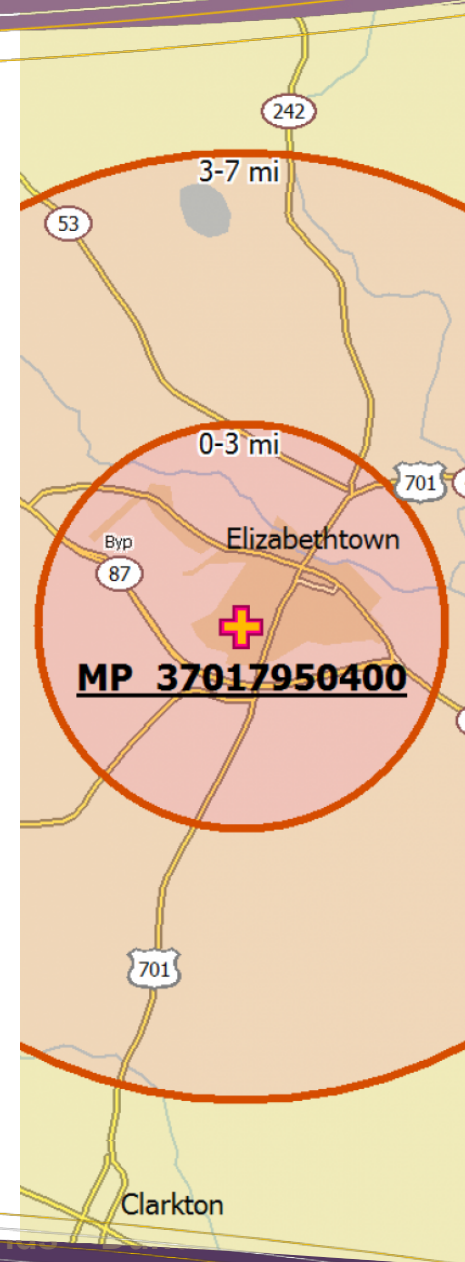 242
3-7 mi
53
0-3 mi
701
Elizabethtown
Byp
87
MP 37017950400
701
Clarkton